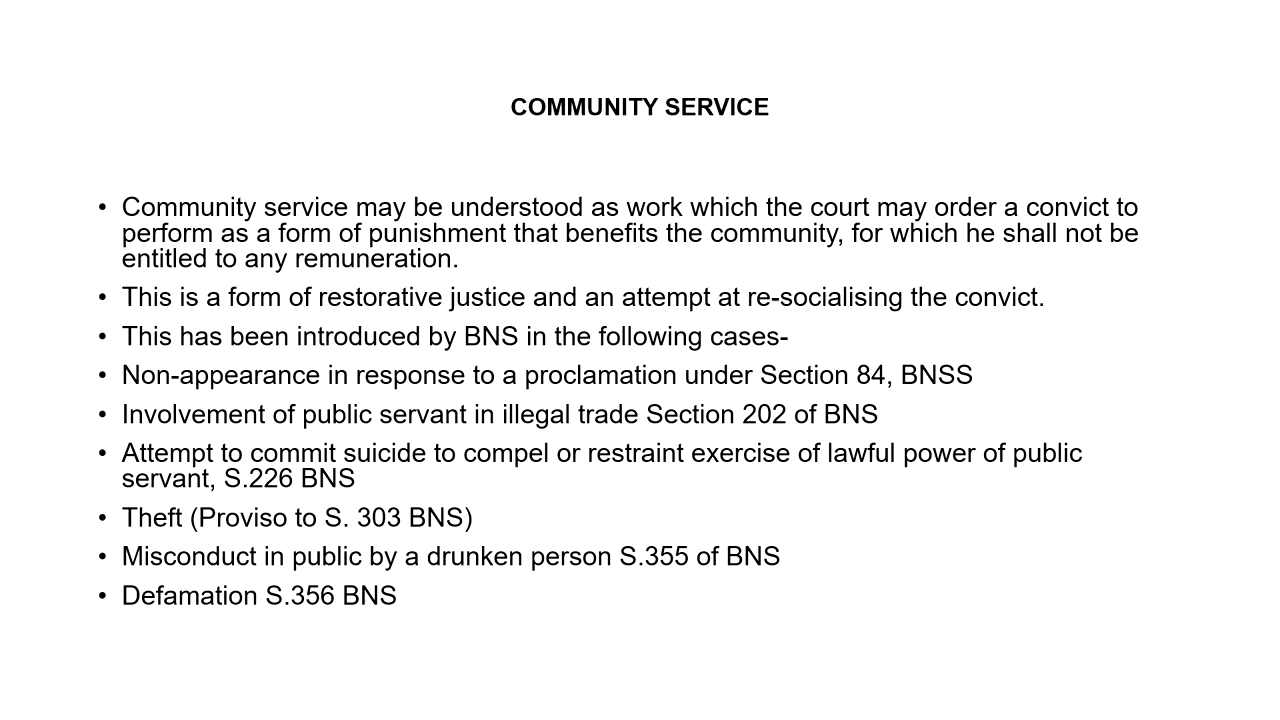 COMMUNITY SERVICE
• Community service may be understood as work which the court may order a convict to
perform as a form of punishment that benefits the community, for which he shall not be
entitled to any remuneration.
• This is a form of restorative justice and an attempt at re-socialising the convict.
• This has been introduced by BNS in the following cases-
• Non-appearance in response to a proclamation under Section 84, BNSS
• Involvement of public servant in illegal trade Section 202 of BNS
• Attempt to commit suicide to compel or restraint exercise of lawful power of public
servant, S.226 BNS
• Theft (Proviso to S. 303 BNS)
• Misconduct in public by a drunken person S.355 of BNS
• Defamation S.356 BNS